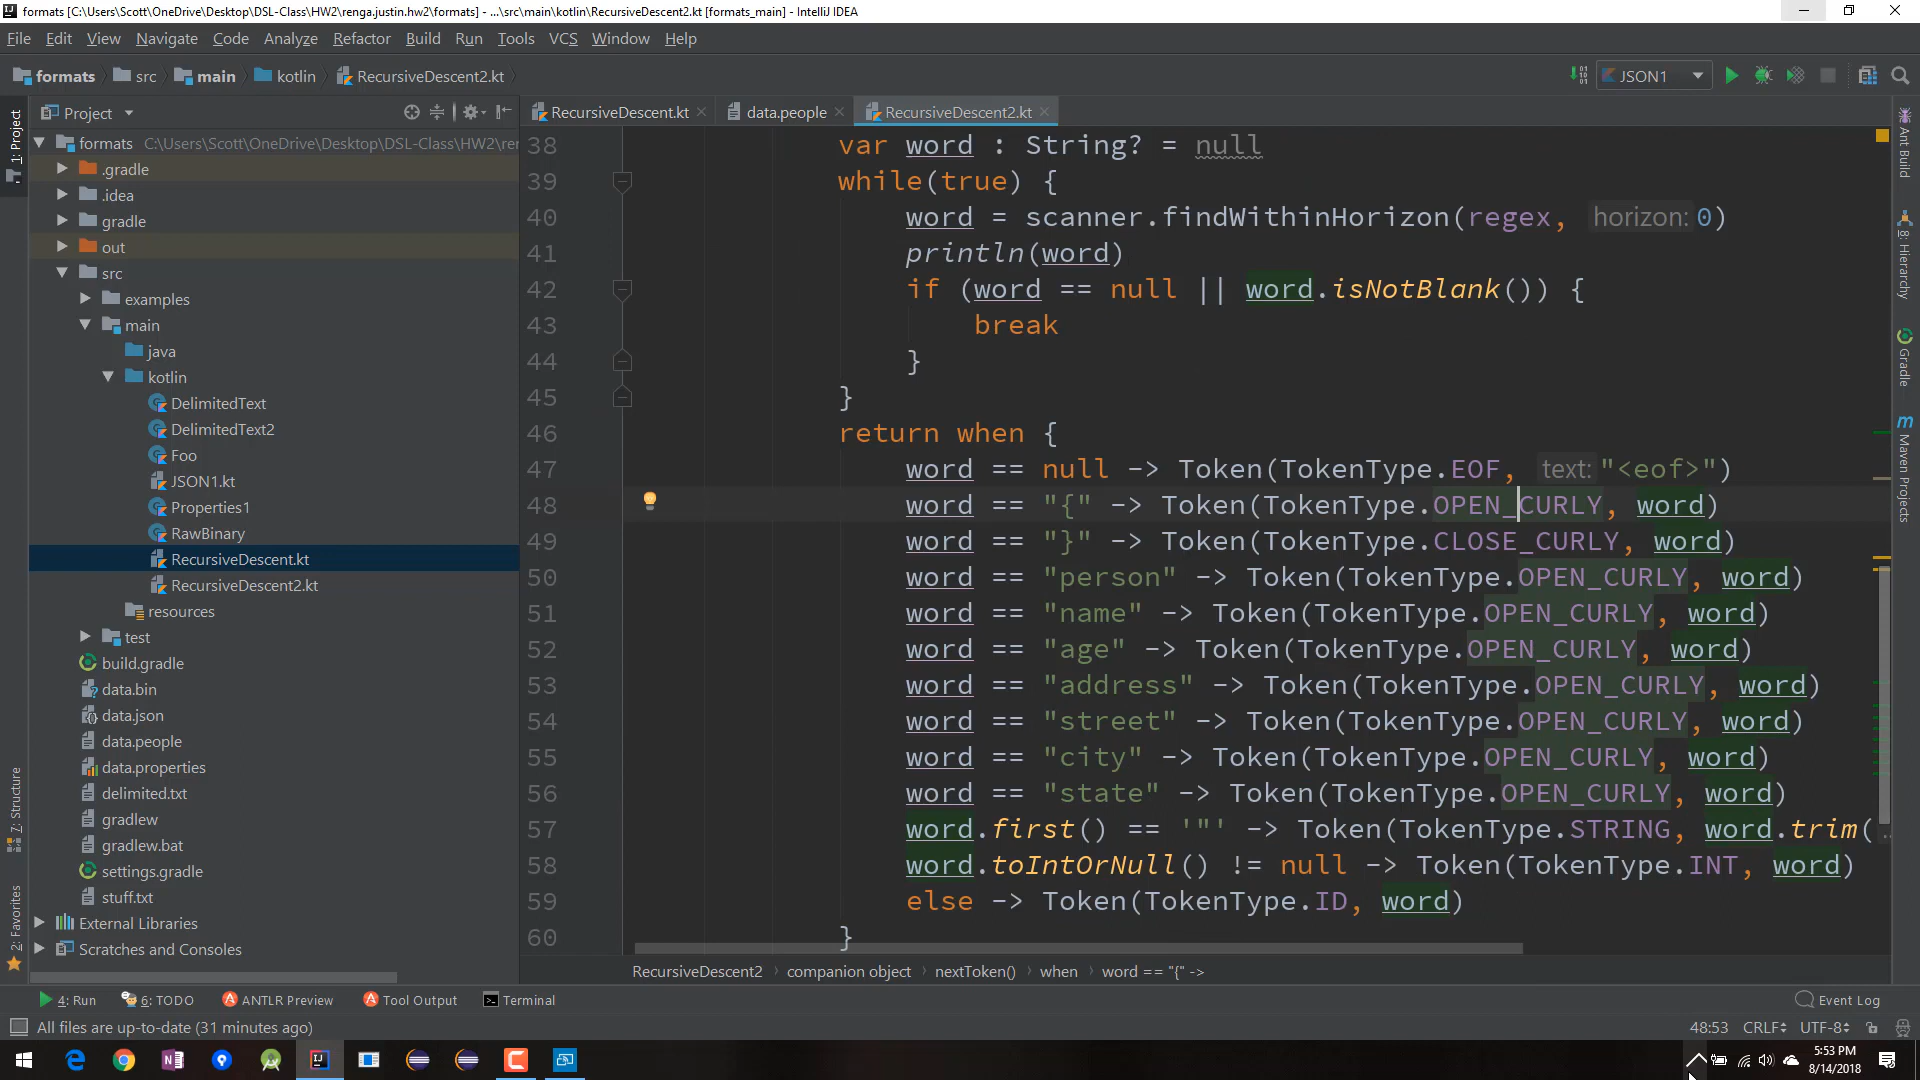 formats [C:\Users\Scott\OneDrive\Desktop\DSL-Class\HW2\renga.justin.hw2\formats] - ...\src\main\kotlin\RecursiveDescent2.kt [formats_main] - IntelliJ IDEA
File Edit View Navigate Code Analyze Refactor Build Run Tools VCS Window Help
formats src main kotlin RecursiveDescent2.kt JSON1
1: Project
Project
RecursiveDescent.kt data.people RecursiveDescent2.kt
formats C:\Users\Scott\OneDrive\Desktop\DSL-Class\HW2\ren
.gradle
.idea
gradle
out
src
examples
main
java
kotlin
DelimitedText
DelimitedText2
Foo
JSON1.kt
Properties1
RawBinary
RecursiveDescent.kt
RecursiveDescent2.kt
resources
test
build.gradle
data.bin
data.json
data.people
data.properties
delimited.txt
gradlew
gradlew.bat
settings.gradle
stuff.txt
External Libraries
Scratches and Consoles
7: Structure
2: Favorites
38 var word : String? = null
39 while(true) {
40 word = scanner.findWithinHorizon(regex, horizon: 0)
41 println(word)
42 if (word == null || word.isNotBlank()) {
43 break
44 }
45 }
46 return when {
47 word == null -> Token(TokenType.EOF, text: "<eof>")
48 word == "{" -> Token(TokenType.OPEN_CURLY, word)
49 word == "}" -> Token(TokenType.CLOSE_CURLY, word)
50 word == "person" -> Token(TokenType.OPEN_CURLY, word)
51 word == "name" -> Token(TokenType.OPEN_CURLY, word)
52 word == "age" -> Token(TokenType.OPEN_CURLY, word)
53 word == "address" -> Token(TokenType.OPEN_CURLY, word)
54 word == "street" -> Token(TokenType.OPEN_CURLY, word)
55 word == "city" -> Token(TokenType.OPEN_CURLY, word)
56 word == "state" -> Token(TokenType.OPEN_CURLY, word)
57 word.first() == '"' -> Token(TokenType.STRING, word.trim(
58 word.toIntOrNull() != null -> Token(TokenType.INT, word)
59 else -> Token(TokenType.ID, word)
60 }
Ant Build
8: Hierarchy
Gradle
m Maven Projects
RecursiveDescent2 companion object nextToken() when word == "{" ->
4: Run 6: TODO ANTLR Preview Tool Output Terminal Event Log
All files are up-to-date (31 minutes ago) 48:53 CRLF UTF-8
5:53 PM
8/14/2018